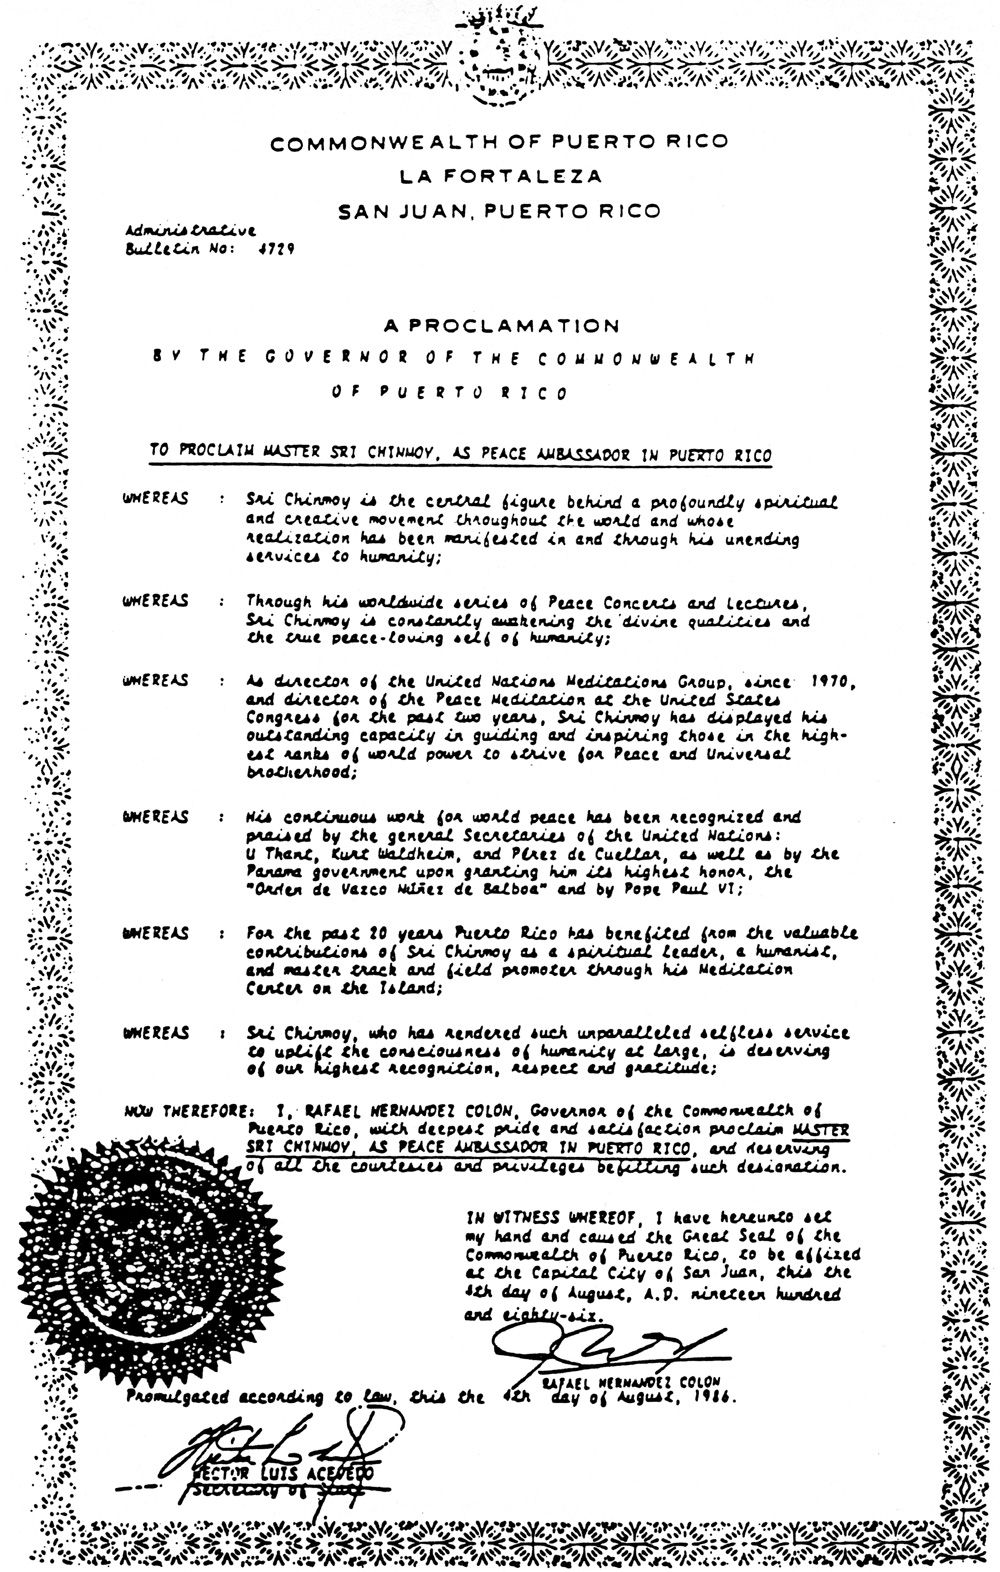 COMMONWEALTH OF PUERTO RICO
LA FORTALEZA
SAN JUAN, PUERTO RICO
Administrative
Bulletin No: 4729
A PROCLAMATION
BY THE GOVERNOR OF THE COMMONWEALTH
OF PUERTO RICO
TO PROCLAIM MASTER SRI CHINMOY, AS PEACE AMBASSADOR IN PUERTO RICO
WHEREAS : Sri Chinmoy is the central figure behind a profoundly spiritual
and creative movement throughout the world and whose
realization has been manifested in and through his unending
services to humanity;
WHEREAS : Through his worldwide series of Peace Concerts and Lectures,
Sri Chinmoy is constantly awakening the divine qualities and
the true peace-loving self of humanity;
WHEREAS : As director of the United Nations Meditations Group, since 1970,
and director of the Peace Meditation at the United States
Congress for the past two years, Sri Chinmoy has displayed his
outstanding capacity in guiding and inspiring those in the high-
est ranks of world power to strive for Peace and Universal
brotherhood;
WHEREAS : His continuous work for world peace has been recognized and
praised by the general Secretaries of the United Nations:
U Thant, Kurt Waldheim, and Pérez de Cuellar, as well as by the
Panama government upon granting him its highest honor, the
"Orden de Vazco Núñez de Balboa" and by Pope Paul VI;
WHEREAS : For the past 20 years Puerto Rico has benefited from the valuable
contributions of Sri Chinmoy as a spiritual leader, a humanist,
and master track and field promoter through his Meditation
Center on the Island;
WHEREAS : Sri Chinmoy, who has rendered such unparalleled selfless service
to uplift the consciousness of humanity at large, is deserving
of our highest recognition, respect and gratitude;
NOW THEREFORE: I, RAFAEL HERNANDEZ COLON, Governor of the Commonwealth of
Puerto Rico, with deepest pride and satisfaction proclaim MASTER
SRI CHINMOY, AS PEACE AMBASSADOR IN PUERTO RICO, and deserving
of all the courtesies and privileges befitting such designation.
IN WITNESS WHEREOF, I have hereunto set
my hand and caused the Great Seal of the
Commonwealth of Puerto Rico, to be affixed
at the Capital City of San Juan, this the
4th day of August, A.D. nineteen hundred
and eighty-six.
RAFAEL HERNANDEZ COLON
Promulgated according to law, this the 4th day of August, 1986.
HECTOR LUIS ACEVEDO
Secretary of State